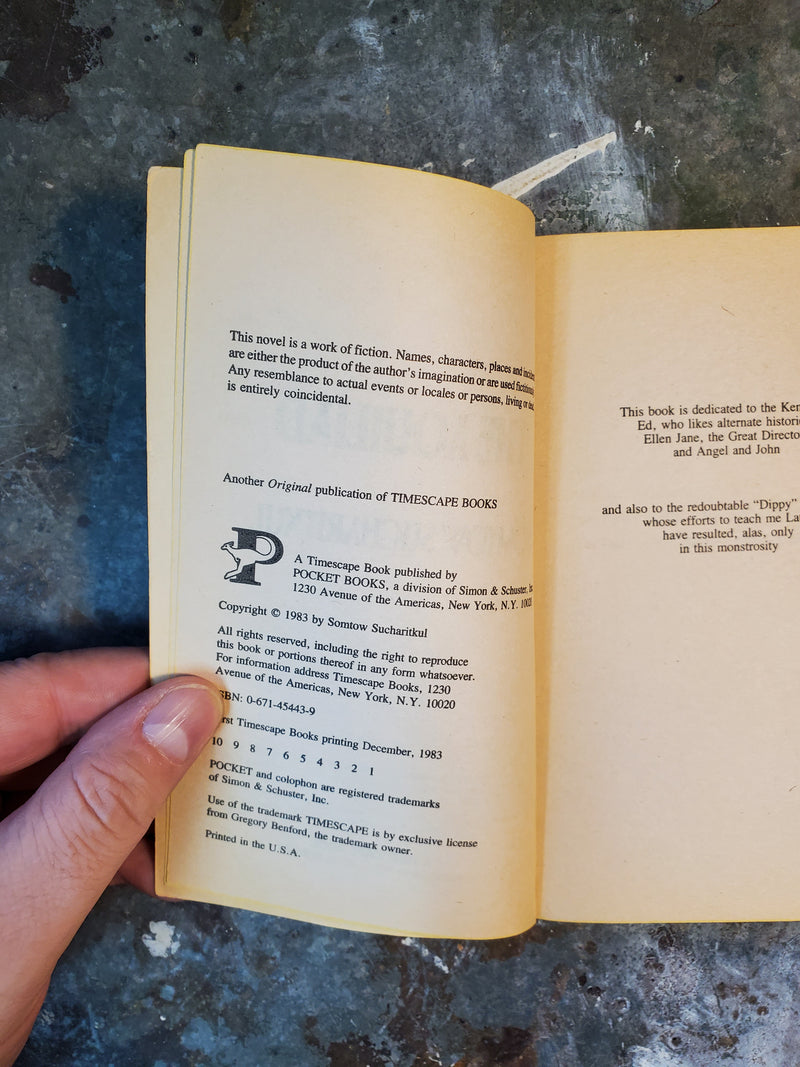 This novel is a work of fiction. Names, characters, places and
are either the product of the author's imagination or are used
Any resemblance to actual events or locales or persons, living or
is entirely coincidental.
Another Original publication of TIMESCAPE BOOKS
P
A Timescape Book published by
POCKET BOOKS, a division of Simon & Schuster,
1230 Avenue of the Americas, New York, N.Y. 10020
Copyright © 1983 by Somtow Sucharitkul
All rights reserved, including the right to reproduce
this book or portions thereof in any form whatsoever.
For information address Timescape Books, 1230
Avenue of the Americas, New York, N.Y. 10020
SBN: 0-671-45443-9
Timescape Books printing December, 1983
10 9 8 7 6 5 4 3 2 1
POCKET and colophon are registered trademarks
of Simon & Schuster, Inc.
Use of the trademark TIMESCAPE is by exclusive license
from Gregory Benford, the trademark owner.
Printed in the U.S.A.
This book is dedicated to the
Ed, who likes alternate
Ellen Jane, the Great
and Angel and John
and also to the redoubtable "Dippy"
whose efforts to teach me
have resulted, alas, only
in this monstrosity